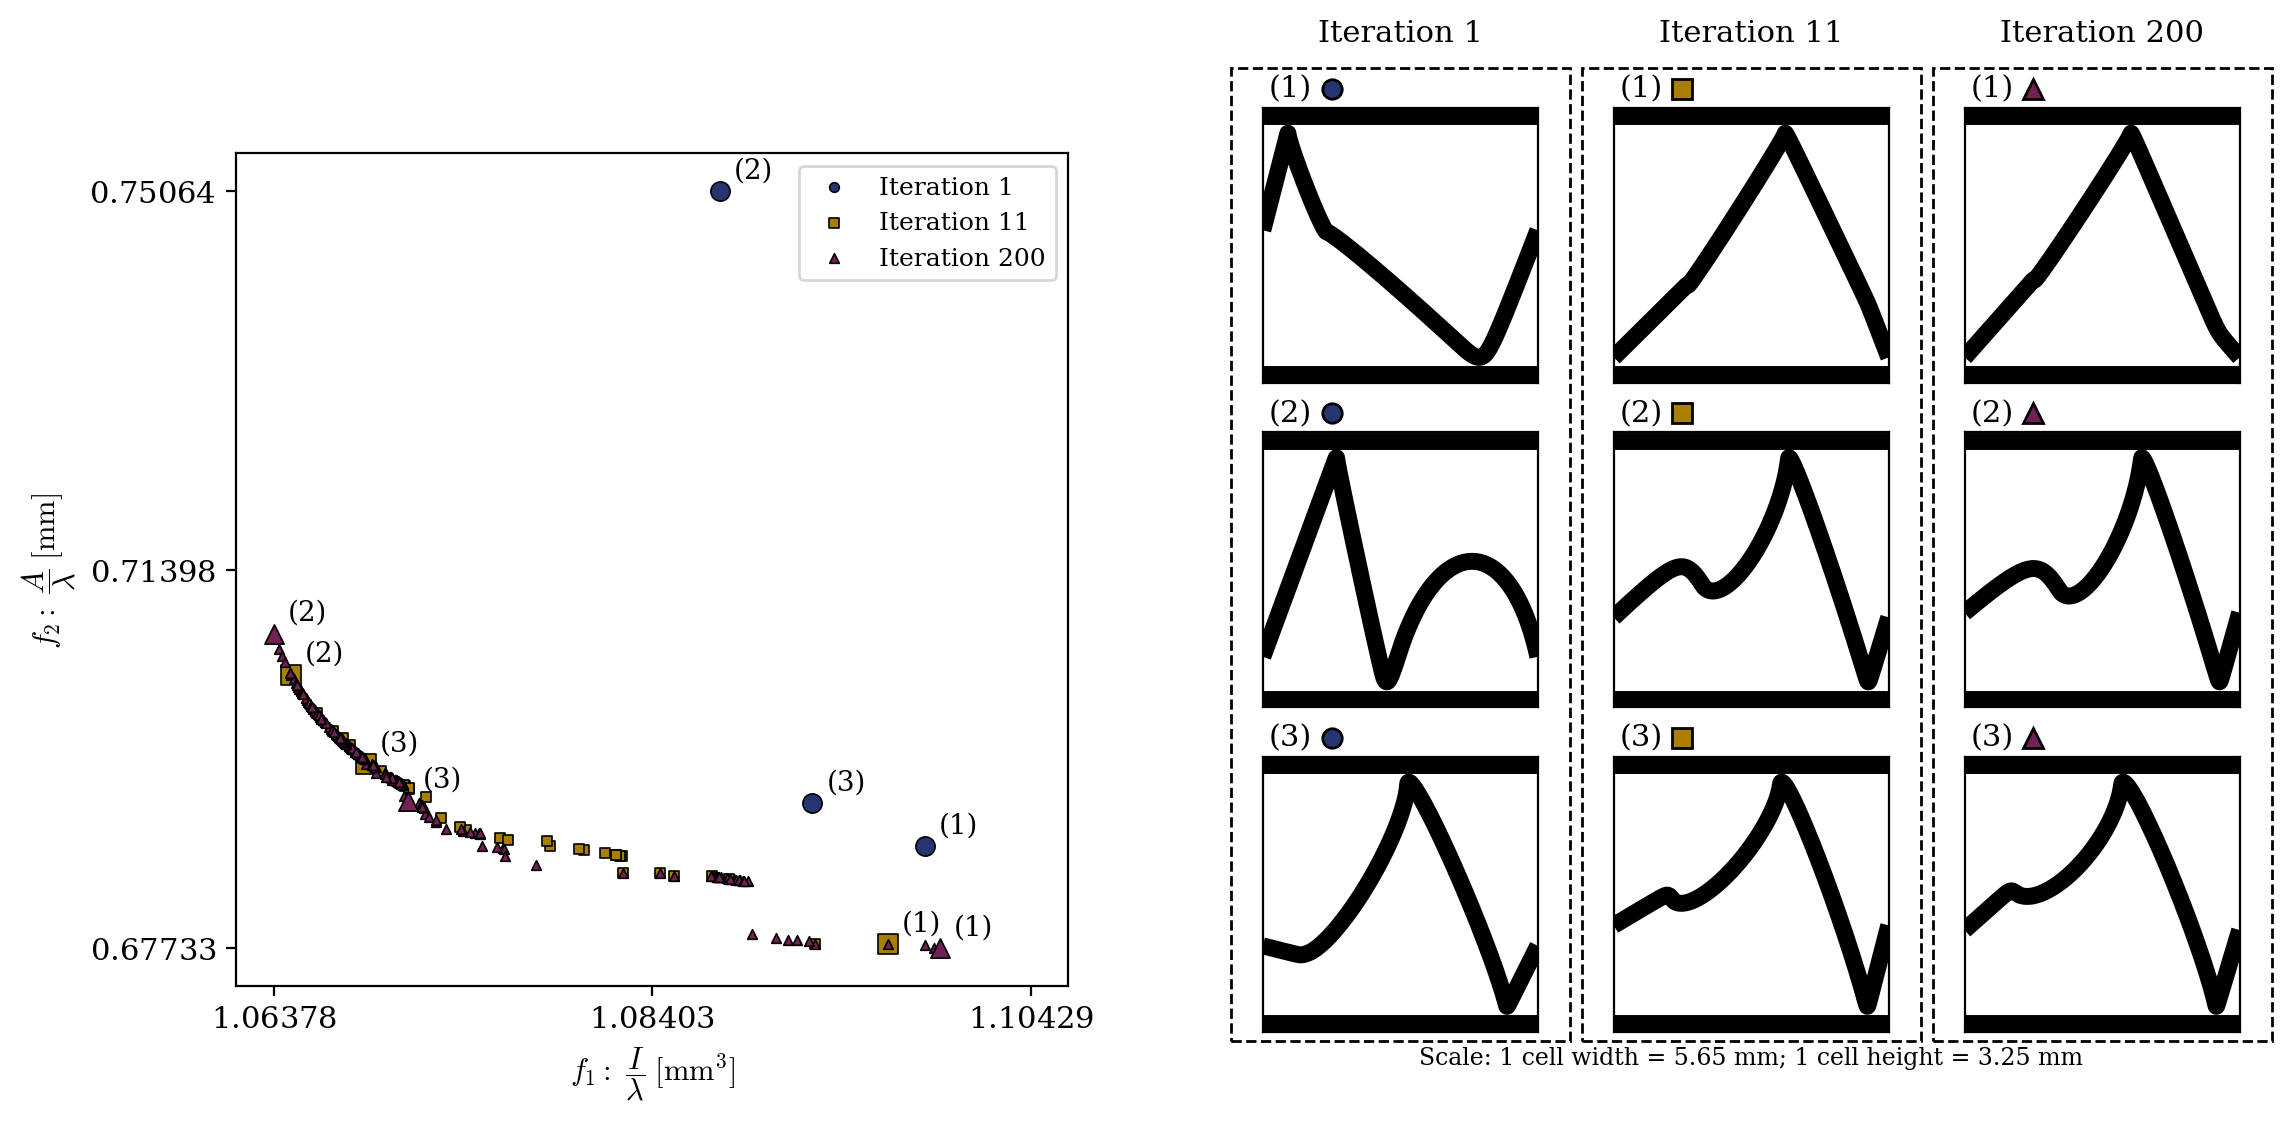 Iteration 1
Iteration 11
Iteration 200
(1)
(1)
(1)
(2)
(2)
(2)
(3)
(3)
(3)
Scale: 1 cell width = 5.65 mm; 1 cell height = 3.25 mm
(2)
Iteration 1
Iteration 11
Iteration 200
0.75064
0.71398
0.67733
f₂ : A/λ [mm]
(2)
(2)
(3)
(3)
(3)
(1)
(1)
(1)
1.06378
1.08403
1.10429
f₁ : I/λ [mm³]